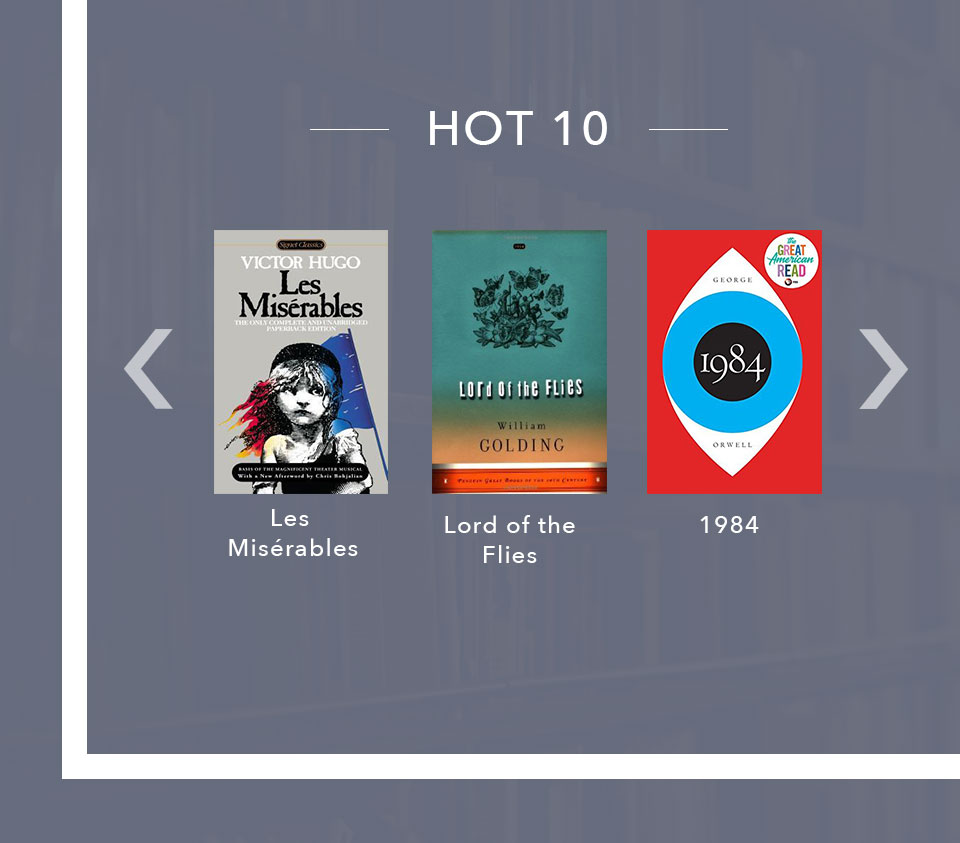 HOT 10
Signet Classics
VICTOR HUGO
Les
Misérables
THE ONLY COMPLETE AND UNABRIDGED
PAPERBACK EDITION
BASIS OF THE MAGNIFICENT THEATER MUSICAL
With a New Afterword by Chris Bohjalian
Lord of the Flies
William
GOLDING
PENGUIN GREAT BOOKS OF THE 20TH CENTURY
the
GREAT
American
READ
PBS
GEORGE
1984
ORWELL
Les
Misérables
Lord of the
Flies
1984